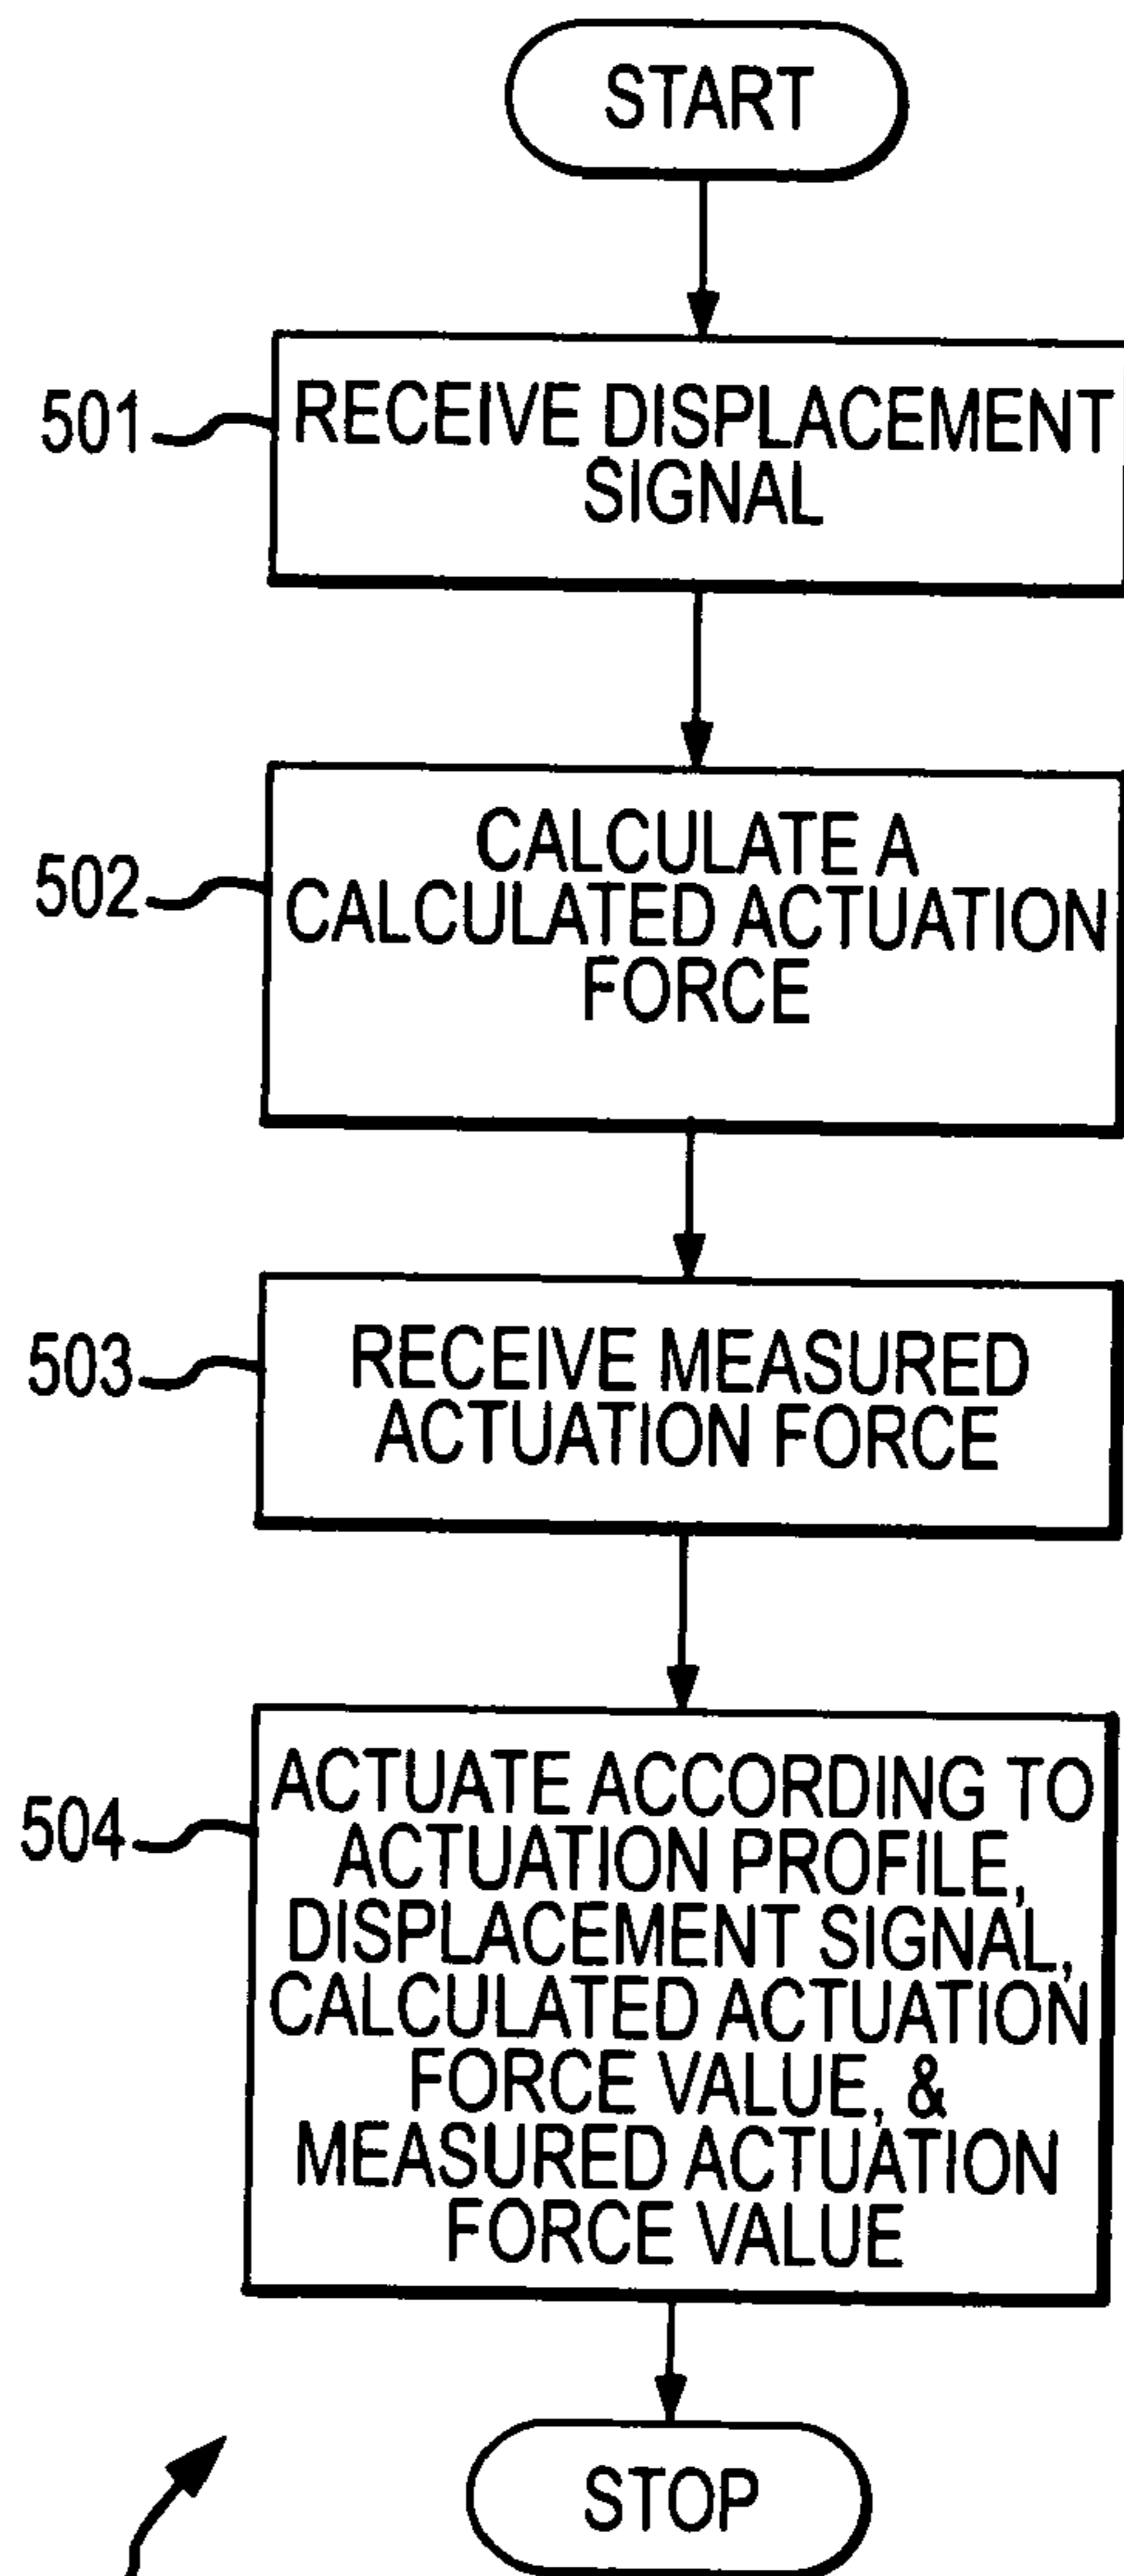 START
501
RECEIVE DISPLACEMENT
SIGNAL
502
CALCULATE A
CALCULATED ACTUATION
FORCE
503
RECEIVE MEASURED
ACTUATION FORCE
504
ACTUATE ACCORDING TO
ACTUATION PROFILE,
DISPLACEMENT SIGNAL,
CALCULATED ACTUATION
FORCE VALUE, &
MEASURED ACTUATION
FORCE VALUE
STOP